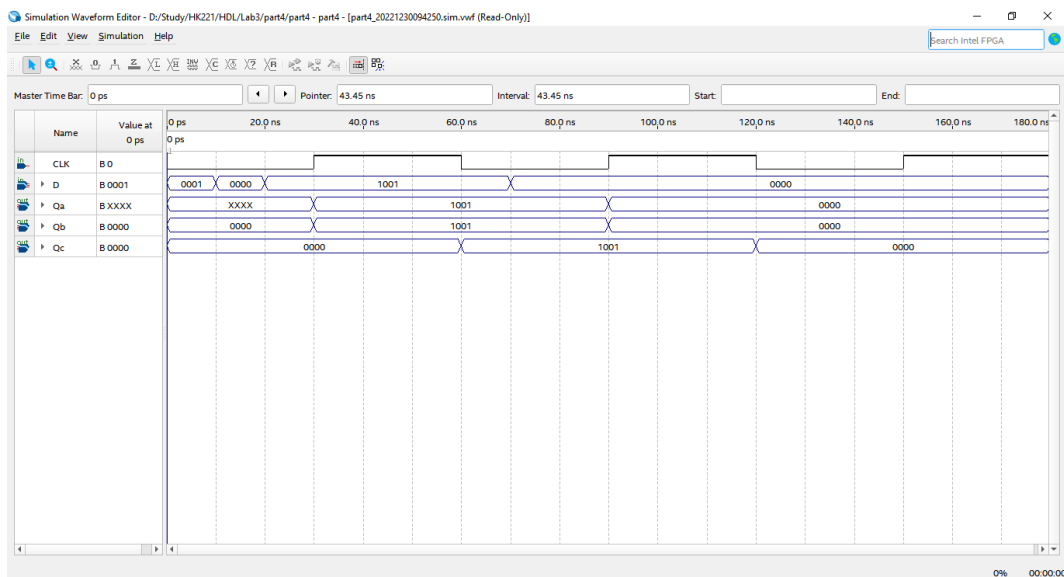 Simulation Waveform Editor - D:/Study/HK221/HDL/Lab3/part4/part4 - part4 - [part4_20221230094250.sim.vwf (Read-Only)]
File Edit View Simulation Help
Search Intel FPGA
Master Time Bar: 0 ps Pointer: 43.45 ns Interval: 43.45 ns Start: End:
Name Value at 0 ps
0 ps 20.0 ns 40.0 ns 60.0 ns 80.0 ns 100.0 ns 120.0 ns 140.0 ns 160.0 ns 180.0 ns
0 ps
CLK B 0
D B 0001 0001 0000 1001 0000
Qa B XXXX XXXX 1001 0000
Qb B 0000 0000 1001 0000
Qc B 0000 0000 1001 0000
0% 00:00:00